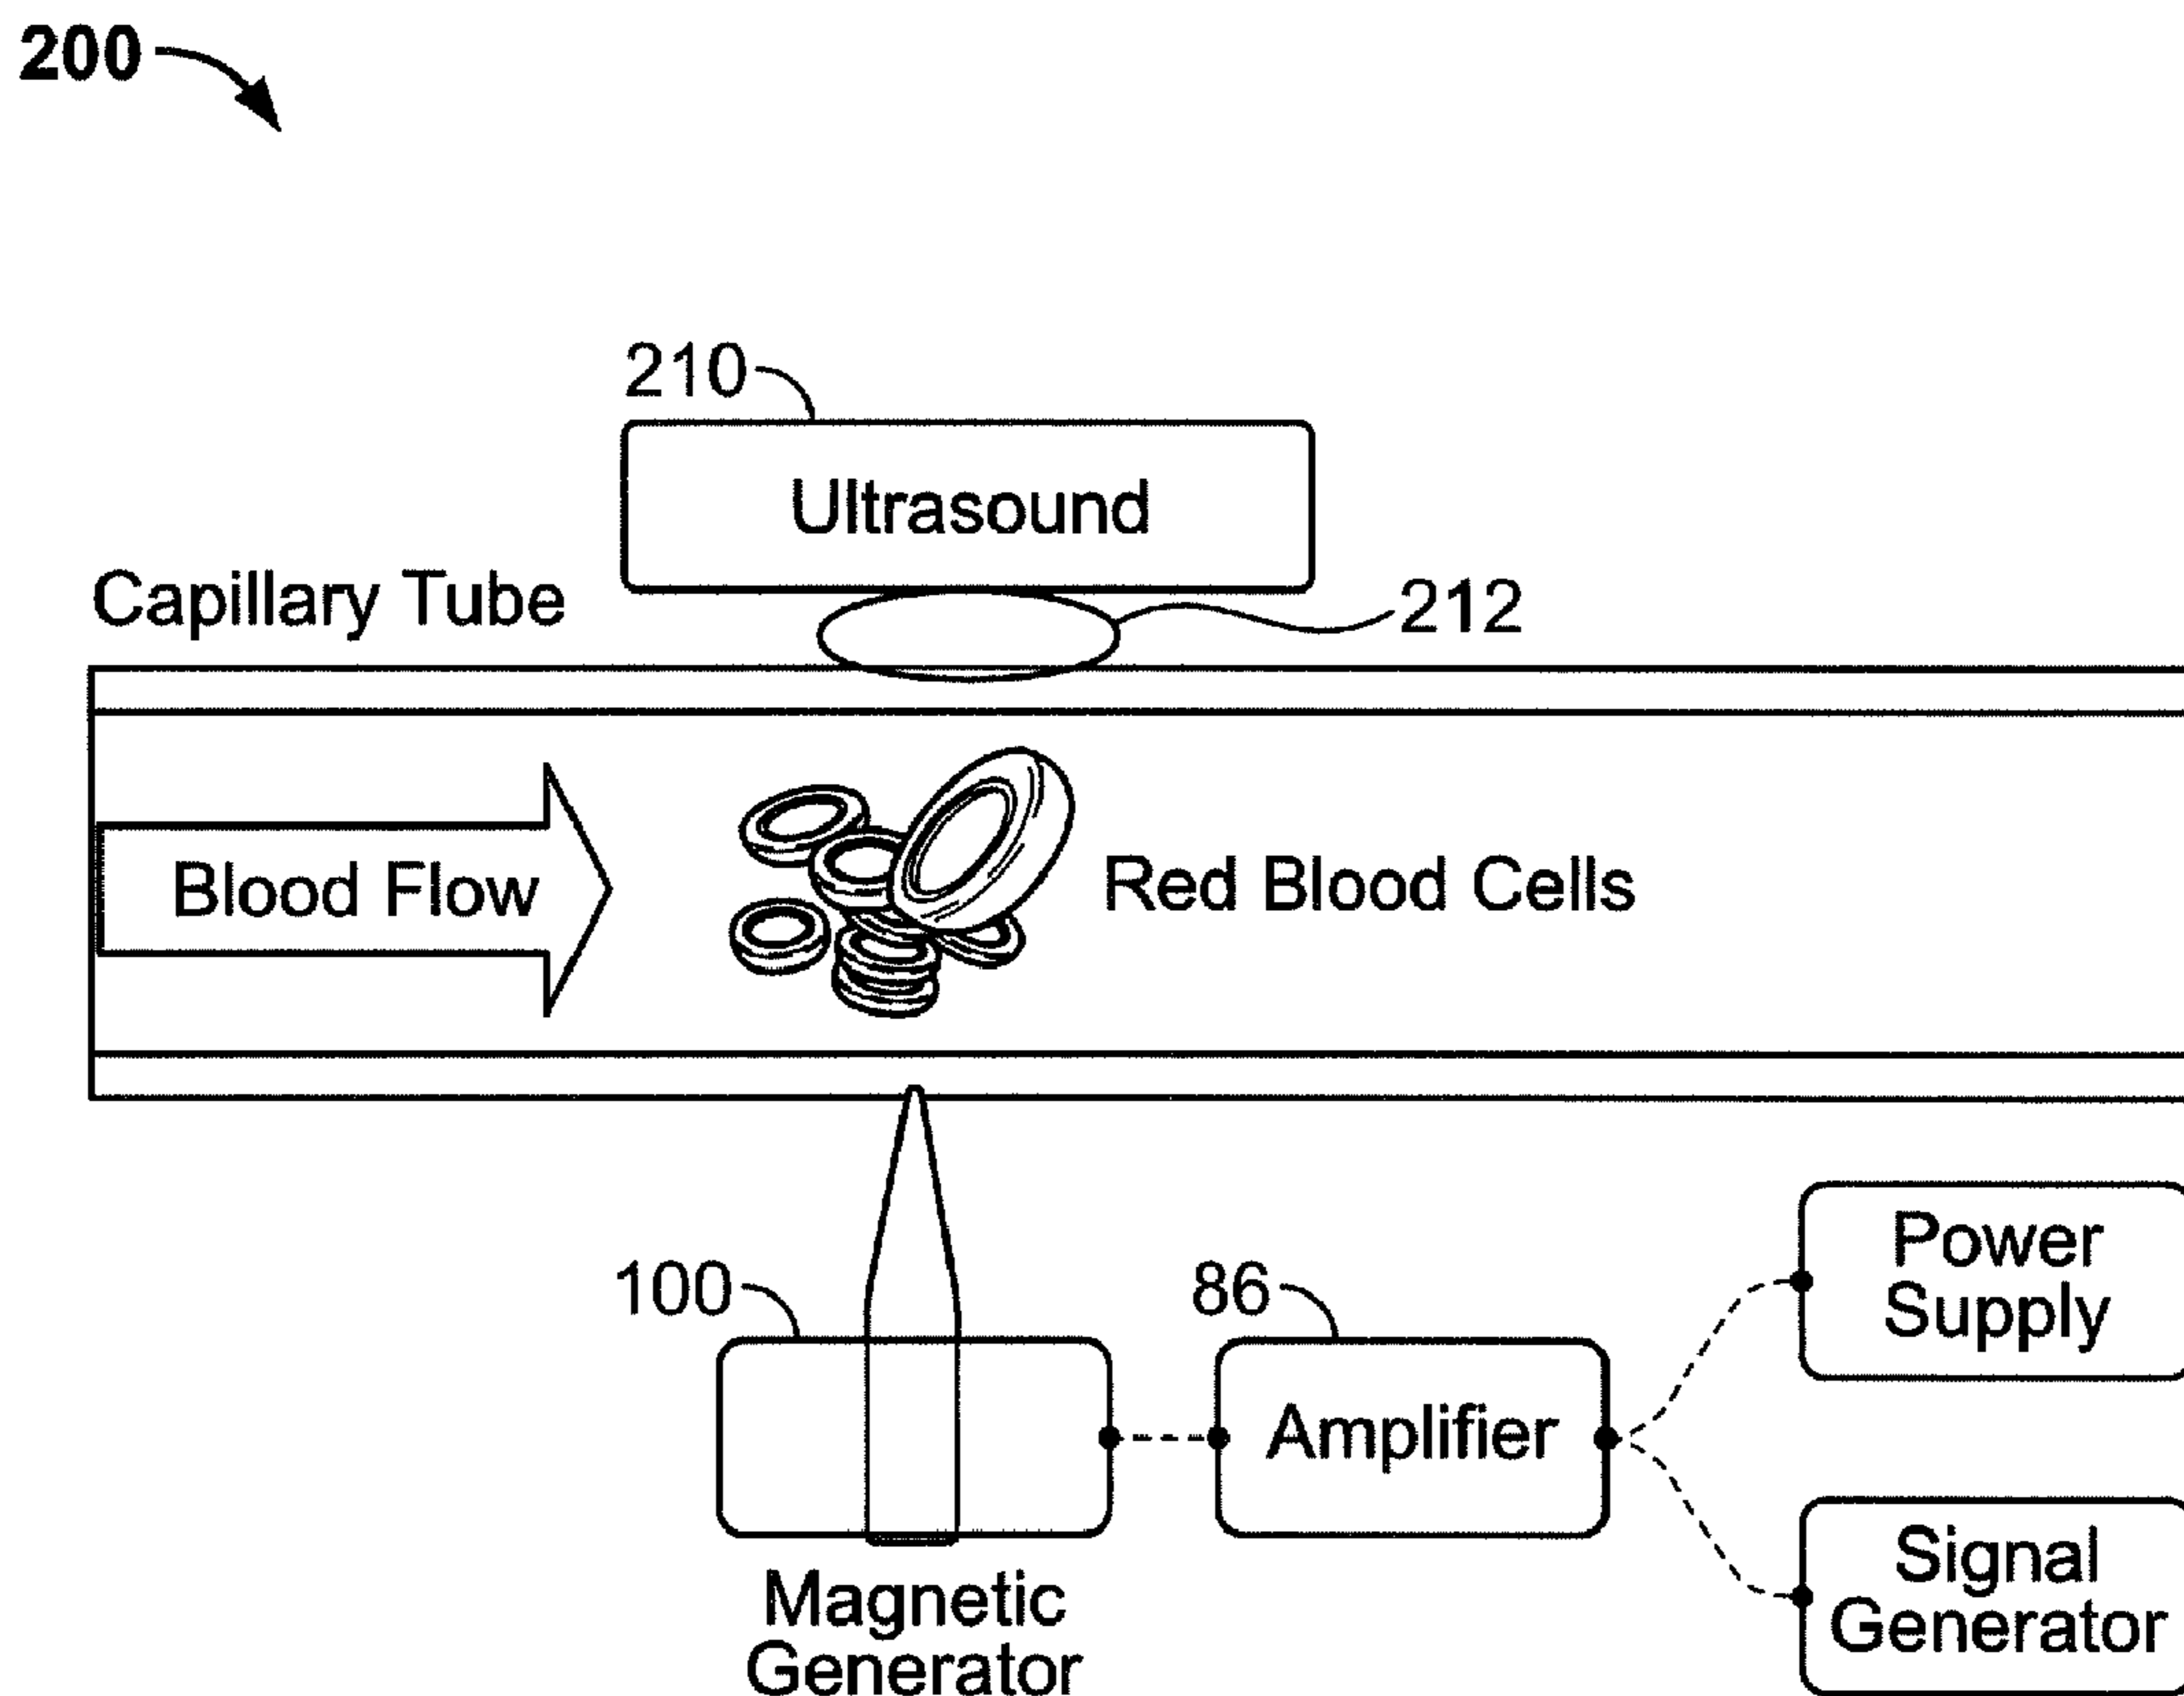 200
210
Ultrasound
Capillary Tube
212
Blood Flow
Red Blood Cells
100
86
Power
Supply
Amplifier
Signal
Generator
Magnetic
Generator